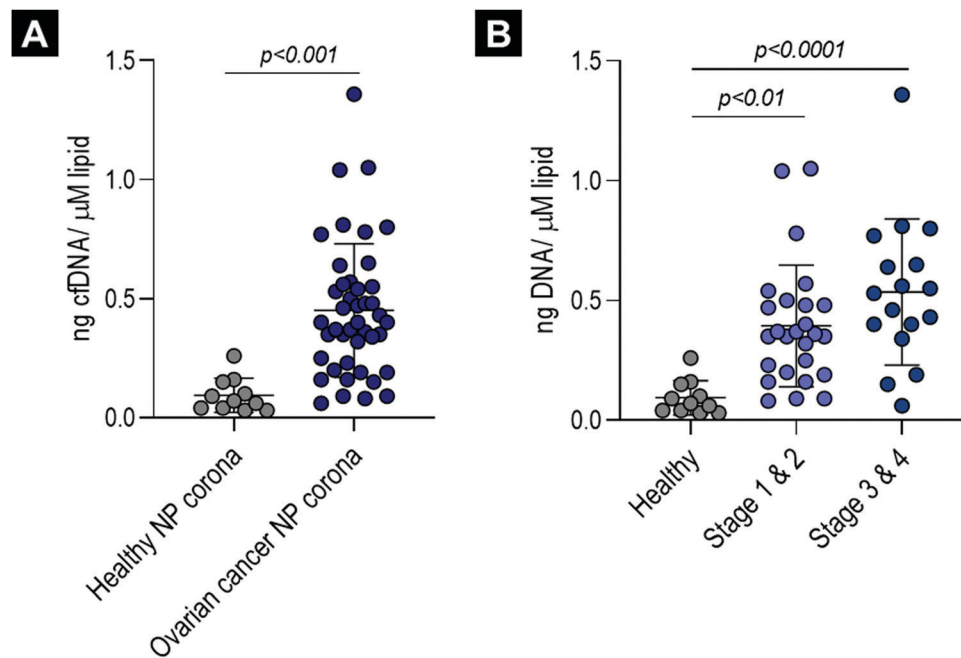 A
p<0.001
ng cfDNA/ μM lipid
1.5
1.0
0.5
0.0
Healthy NP corona
Ovarian cancer NP corona
B
p<0.0001
p<0.01
ng DNA/ μM lipid
1.5
1.0
0.5
0.0
Healthy
Stage 1 & 2
Stage 3 & 4